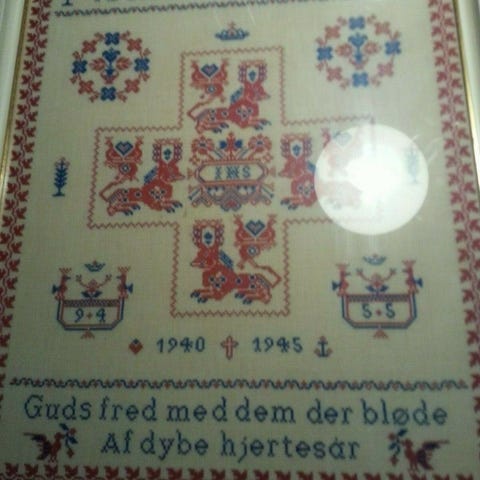 IHS
9+4
5+5
1940 1945
Guds fred med dem der bløde
Af dybe hjertesår